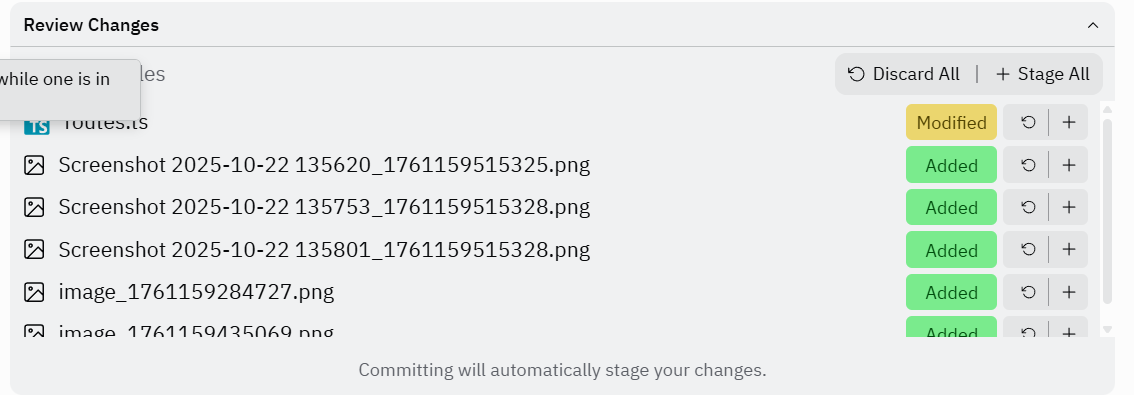 Review Changes
while one is in
les
Discard All
Stage All
TS
routes.ts
Modified
Screenshot 2025-10-22 135620_1761159515325.png
Added
Screenshot 2025-10-22 135753_1761159515328.png
Added
Screenshot 2025-10-22 135801_1761159515328.png
Added
image_1761159284727.png
Added
image_1761159435069.png
Added
Committing will automatically stage your changes.